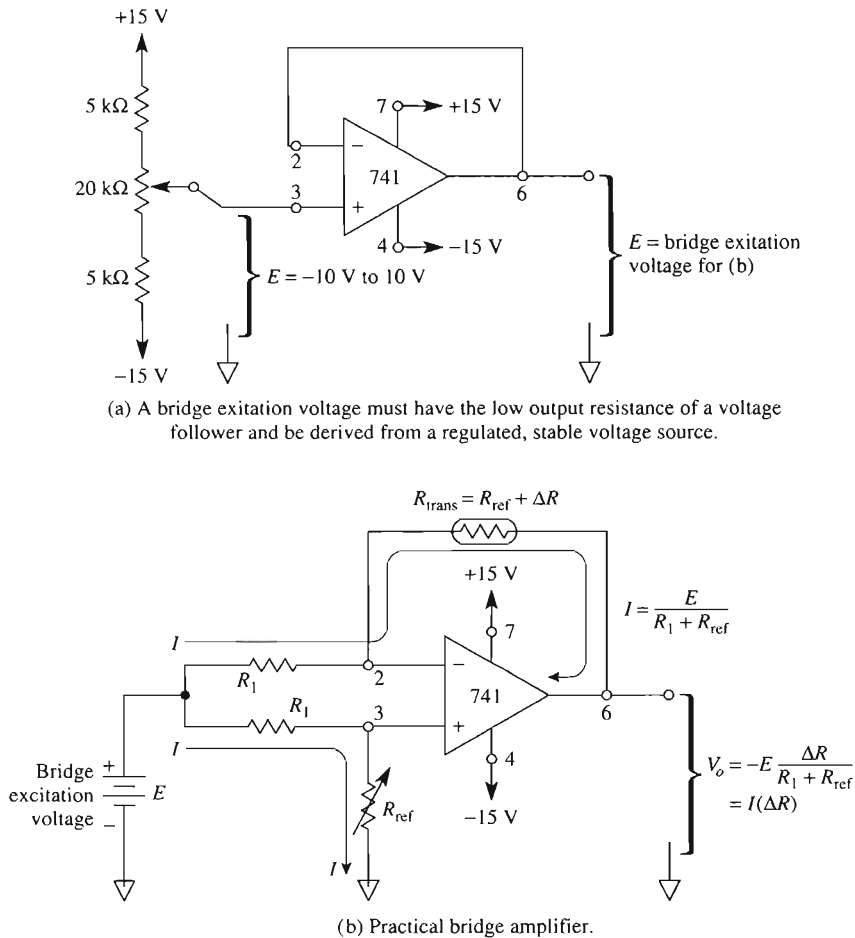 +15 V
5 kΩ
20 kΩ
5 kΩ
−15 V
7
+15 V
2
−
741
3
+
6
4
−15 V
E = −10 V to 10 V
E = bridge exitation
voltage for (b)
(a) A bridge exitation voltage must have the low output resistance of a voltage
follower and be derived from a regulated, stable voltage source.
R_trans = R_ref + ΔR
+15 V
I = E / (R_1 + R_ref)
7
I
R_1
2
−
741
R_1
3
+
6
I
4
−15 V
Bridge
excitation
voltage
+
E
−
R_ref
I
V_o = −E ΔR / (R_1 + R_ref)
= I(ΔR)
(b) Practical bridge amplifier.